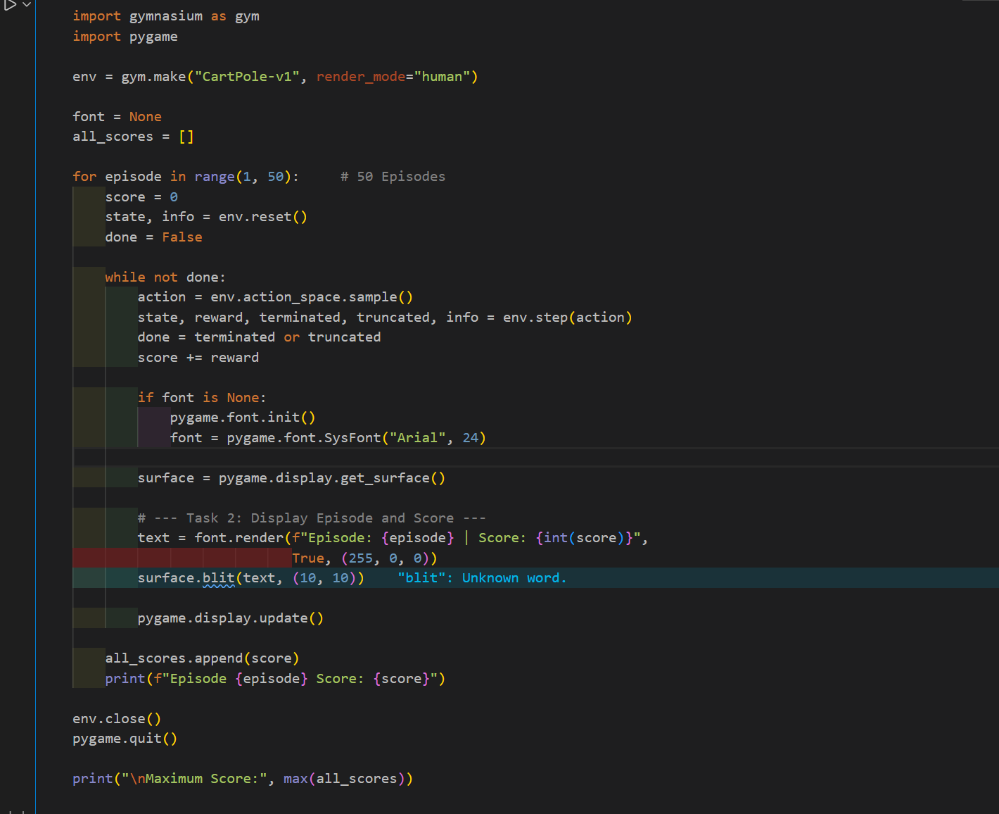 import gymnasium as gym
import pygame
env = gym.make("CartPole-v1", render_mode="human")
font = None
all_scores = []
for episode in range(1, 50):     # 50 Episodes
    score = 0
    state, info = env.reset()
    done = False
    while not done:
        action = env.action_space.sample()
        state, reward, terminated, truncated, info = env.step(action)
        done = terminated or truncated
        score += reward
        if font is None:
            pygame.font.init()
            font = pygame.font.SysFont("Arial", 24)
        surface = pygame.display.get_surface()
        # --- Task 2: Display Episode and Score ---
        text = font.render(f"Episode: {episode} | Score: {int(score)}",
                           True, (255, 0, 0))
        surface.blit(text, (10, 10))    "blit": Unknown word.
        pygame.display.update()
    all_scores.append(score)
    print(f"Episode {episode} Score: {score}")
env.close()
pygame.quit()
print("\nMaximum Score:", max(all_scores))